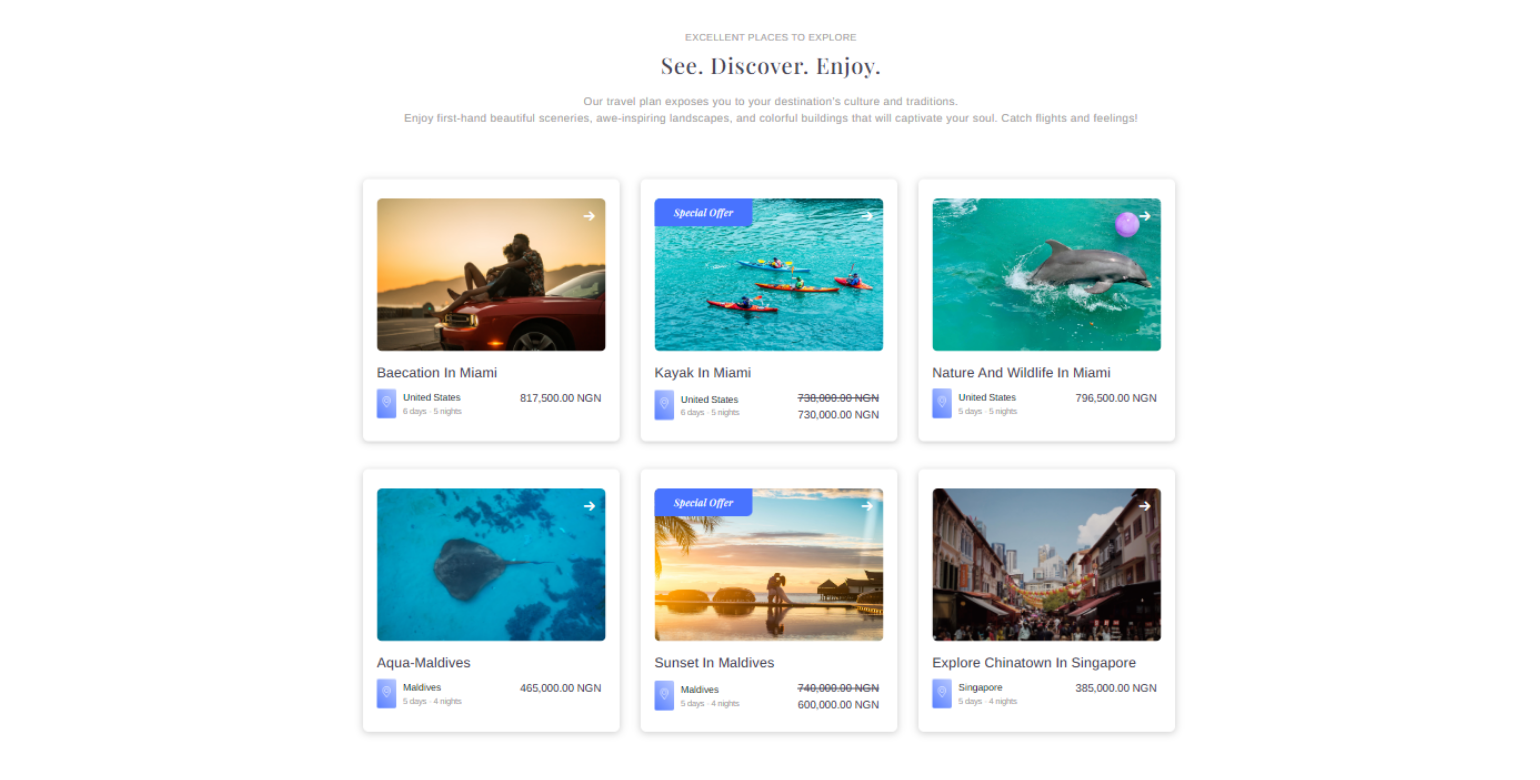 EXCELLENT PLACES TO EXPLORE
See. Discover. Enjoy.
Our travel plan exposes you to your destination's culture and traditions.
Enjoy first-hand beautiful sceneries, awe-inspiring landscapes, and colorful buildings that will captivate your soul. Catch flights and feelings!
Baecation In Miami
United States
6 days · 5 nights
817,500.00 NGN
Special Offer
Kayak In Miami
United States
6 days · 5 nights
738,000.00 NGN
730,000.00 NGN
Nature And Wildlife In Miami
United States
5 days · 5 nights
796,500.00 NGN
Aqua-Maldives
Maldives
5 days · 4 nights
465,000.00 NGN
Special Offer
Sunset In Maldives
Maldives
5 days · 4 nights
740,000.00 NGN
600,000.00 NGN
Explore Chinatown In Singapore
Singapore
5 days · 4 nights
385,000.00 NGN